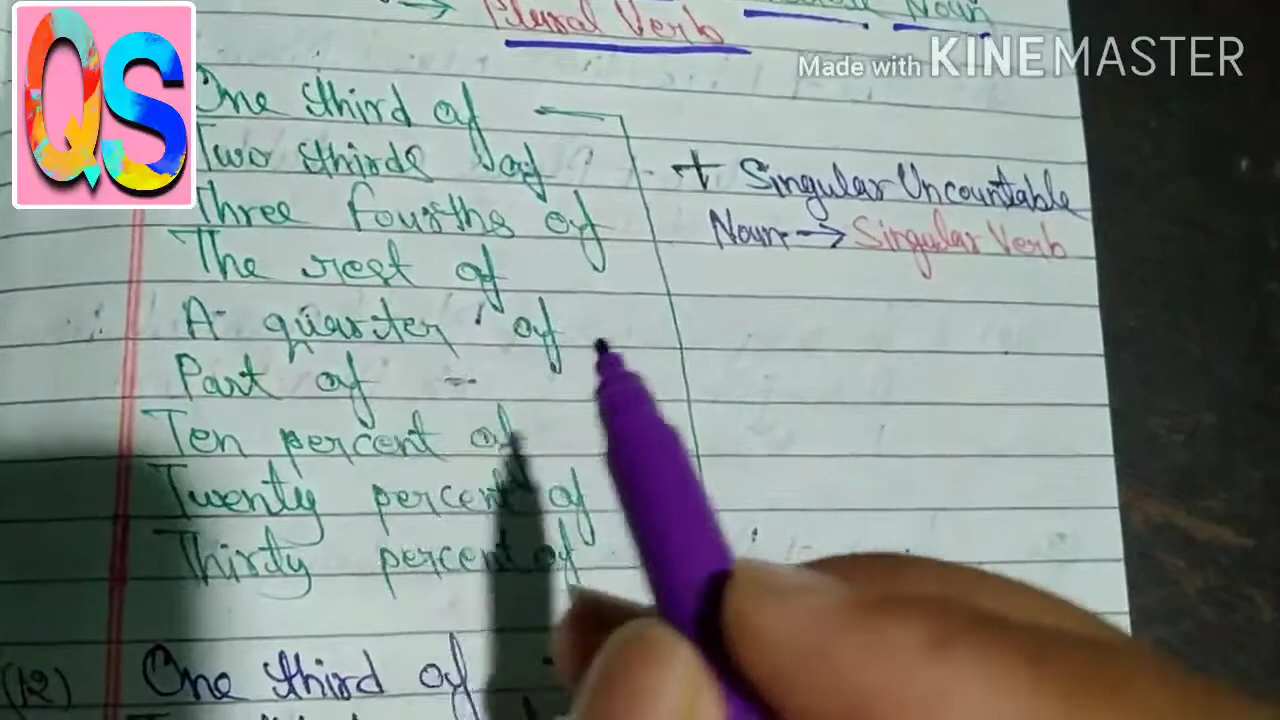 → Plural Verb Noun
Made with KINEMASTER
QS
One third of
Two thirds of
Three fourths of
The rest of
A quarter of
Part of
Ten percent of
Twenty percent of
Thirty percent of
+ Singular Uncountable
Noun → Singular Verb
(12) One third of